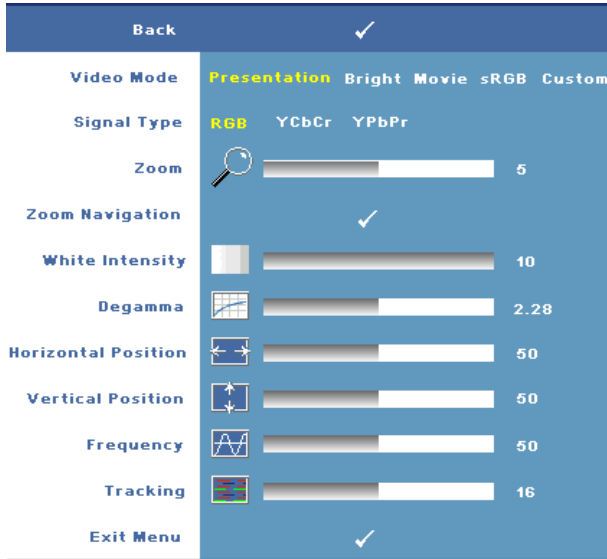 Back
Video Mode Presentation Bright Movie sRGB Custom
Signal Type RGB YCbCr YPbPr
Zoom 5
Zoom Navigation
White Intensity 10
Degamma 2.28
Horizontal Position 50
Vertical Position 50
Frequency 50
Tracking 16
Exit Menu